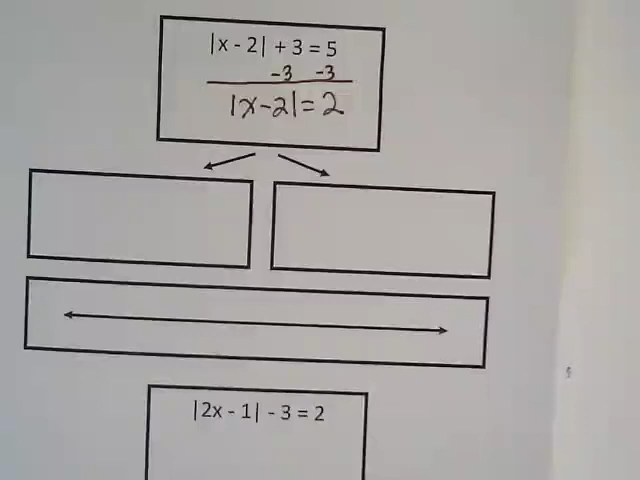 |x - 2| + 3 = 5
-3 -3
|x-2| = 2
|2x - 1| - 3 = 2